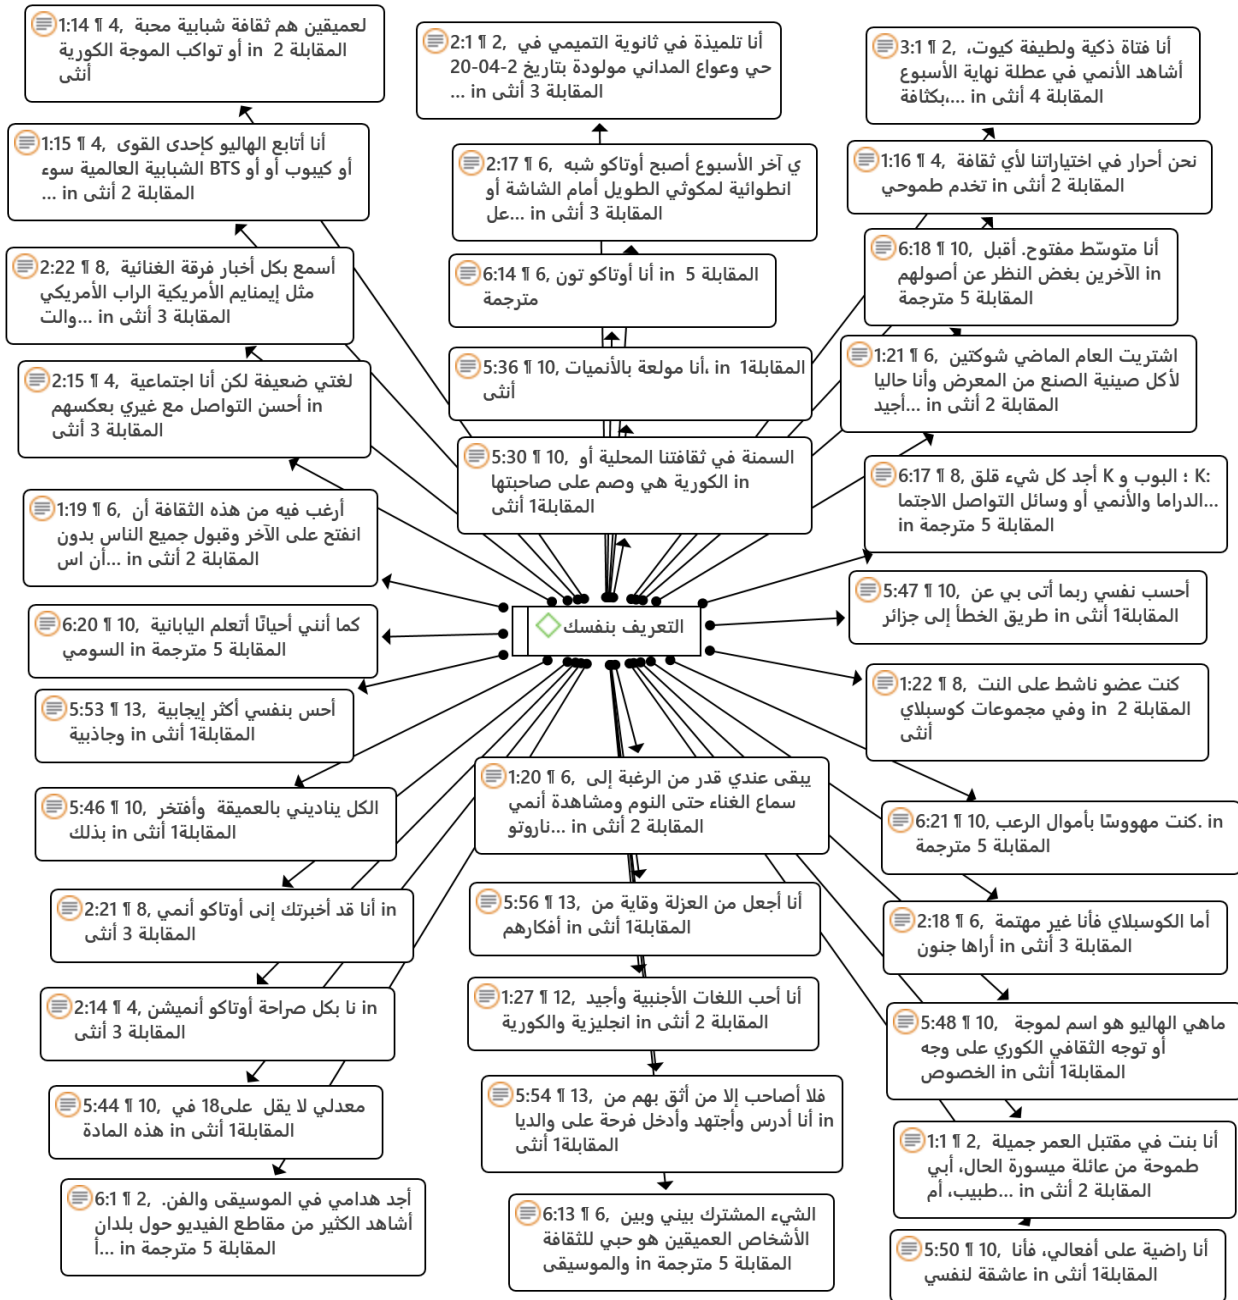 1:14 ¶ 4, لعميقين هم ثقافة شبابية محبة
أو تواكب الموجة الكورية in المقابلة 2
أنثى
2:1 ¶ 2, أنا تلميذة في ثانوية التميمي في
حي وعواع المداني مولودة بتاريخ 2-04-20
... in المقابلة 3 أنثى
3:1 ¶ 2, أنا فتاة ذكية ولطيفة كيوت،
أشاهد الأنمي في عطلة نهاية الأسبوع
بكثافة،... in المقابلة 4 أنثى
1:15 ¶ 4, أنا أتابع الهاليو كإحدى القوى
الشبابية العالمية سوء BTS أو كيبوب أو أو
... in المقابلة 2 أنثى
2:17 ¶ 6, ي آخر الأسبوع أصبح أوتاكو شبه
انطوائية لمكوثي الطويل أمام الشاشة أو
عل... in المقابلة 3 أنثى
1:16 ¶ 4, نحن أحرار في اختياراتنا لأي ثقافة
تخدم طموحي in المقابلة 2 أنثى
6:18 ¶ 10, أنا متوسّط مفتوح. أقبل
الآخرين بغض النظر عن أصولهم in
المقابلة 5 مترجمة
2:22 ¶ 8, أسمع بكل أخبار فرقة الغنائية
مثل إيمنايم الأمريكية الراب الأمريكي
والت... in المقابلة 3 أنثى
6:14 ¶ 6, أنا أوتاكو تون in المقابلة 5
مترجمة
1:21 ¶ 6, اشتريت العام الماضي شوكتين
لأكل صينية الصنع من المعرض وأنا حاليا
أجيد... in المقابلة 2 أنثى
2:15 ¶ 4, لغتي ضعيفة لكن أنا اجتماعية
أحسن التواصل مع غيري بعكسهم in
المقابلة 3 أنثى
5:36 ¶ 10, أنا مولعة بالأنميات، in المقابلة1
أنثى
5:30 ¶ 10, السمنة في ثقافتنا المحلية أو
الكورية هي وصم على صاحبتها in
المقابلة1 أنثى
6:17 ¶ 8, أجد كل شيء قلق K البوب و ؛ K:
الدراما والأنمي أو وسائل التواصل الاجتما...
in المقابلة 5 مترجمة
1:19 ¶ 6, أرغب فيه من هذه الثقافة أن
انفتح على الآخر وقبول جميع الناس بدون
أن اس... in المقابلة 2 أنثى
5:47 ¶ 10, أحسب نفسي ربما أتى بي عن
طريق الخطأ إلى جزائر in المقابلة1 أنثى
6:20 ¶ 10, كما أنني أحيانًا أتعلم اليابانية
السومي in المقابلة 5 مترجمة
التعريف بنفسك
1:22 ¶ 8, كنت عضو ناشط على النت
وفي مجموعات كوسبلاي in المقابلة 2
أنثى
5:53 ¶ 13, أحس بنفسي أكثر إيجابية
وجاذبية in المقابلة1 أنثى
1:20 ¶ 6, يبقى عندي قدر من الرغبة إلى
سماع الغناء حتى النوم ومشاهدة أنمي
ناروتو... in المقابلة 2 أنثى
5:46 ¶ 10, الكل يناديني بالعميقة وأفتخر
بذلك in المقابلة1 أنثى
6:21 ¶ 10, كنت مهووسًا بأموال الرعب. in
المقابلة 5 مترجمة
2:21 ¶ 8, أنا قد أخبرتك إنى أوتاكو أنمي in
المقابلة 3 أنثى
5:56 ¶ 13, أنا أجعل من العزلة وقاية من
أفكارهم in المقابلة1 أنثى
2:18 ¶ 6, أما الكوسبلاي فأنا غير مهتمة
أراها جنون in المقابلة 3 أنثى
2:14 ¶ 4, نا بكل صراحة أوتاكو أنميشن in
المقابلة 3 أنثى
1:27 ¶ 12, أنا أحب اللغات الأجنبية وأجيد
انجليزية والكورية in المقابلة 2 أنثى
5:48 ¶ 10, ماهي الهاليو هو اسم لموجة
أو توجه الثقافي الكوري على وجه
الخصوص in المقابلة1 أنثى
5:44 ¶ 10, معدلي لا يقل على18 في
هذه المادة in المقابلة1 أنثى
5:54 ¶ 13, فلا أصاحب إلا من أثق بهم من
أنا أدرس وأجتهد وأدخل فرحة على والديا in
المقابلة1 أنثى
1:1 ¶ 2, أنا بنت في مقتبل العمر جميلة
طموحة من عائلة ميسورة الحال، أبي
طبيب، أم... in المقابلة 2 أنثى
6:1 ¶ 2, أجد هدامي في الموسيقى والفن.
أشاهد الكثير من مقاطع الفيديو حول بلدان
أ... in المقابلة 5 مترجمة
6:13 ¶ 6, الشيء المشترك بيني وبين
الأشخاص العميقين هو حبي للثقافة
والموسيقى in المقابلة 5 مترجمة
5:50 ¶ 10, أنا راضية على أفعالي، فأنا
عاشقة لنفسي in المقابلة1 أنثى